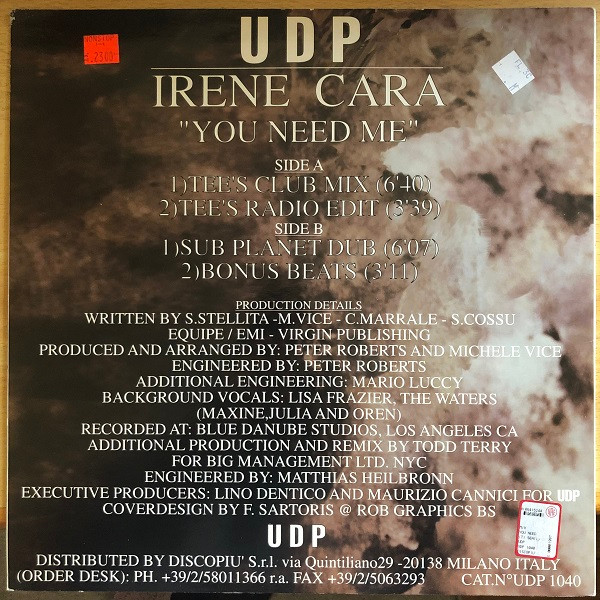 UDP
IRENE CARA
"YOU NEED ME"
SIDE A
1)TEE'S CLUB MIX (6'40)
2)TEE'S RADIO EDIT (3'39)
SIDE B
1)SUB PLANET DUB (6'07)
2)BONUS BEATS (3'11)
PRODUCTION DETAILS
WRITTEN BY S.STELLITA -M.VICE - C.MARRALE - S.COSSU
EQUIPE / EMI - VIRGIN PUBLISHING
PRODUCED AND ARRANGED BY: PETER ROBERTS AND MICHELE VICE
ENGINEERED BY: PETER ROBERTS
ADDITIONAL ENGINEERING: MARIO LUCCY
BACKGROUND VOCALS: LISA FRAZIER, THE WATERS
(MAXINE,JULIA AND OREN)
RECORDED AT: BLUE DANUBE STUDIOS, LOS ANGELES CA
ADDITIONAL PRODUCTION AND REMIX BY TODD TERRY
FOR BIG MANAGEMENT LTD. NYC
ENGINEERED BY: MATTHIAS HEILBRONN
EXECUTIVE PRODUCERS: LINO DENTICO AND MAURIZIO CANNICI FOR UDP
COVERDESIGN BY F. SARTORIS @ ROB GRAPHICS BS
UDP
DISTRIBUTED BY DISCOPIU' S.r.l. via Quintiliano29 -20138 MILANO ITALY
(ORDER DESK): PH. +39/2/58011366 r.a. FAX +39/2/5063293 CAT.N°UDP 1040